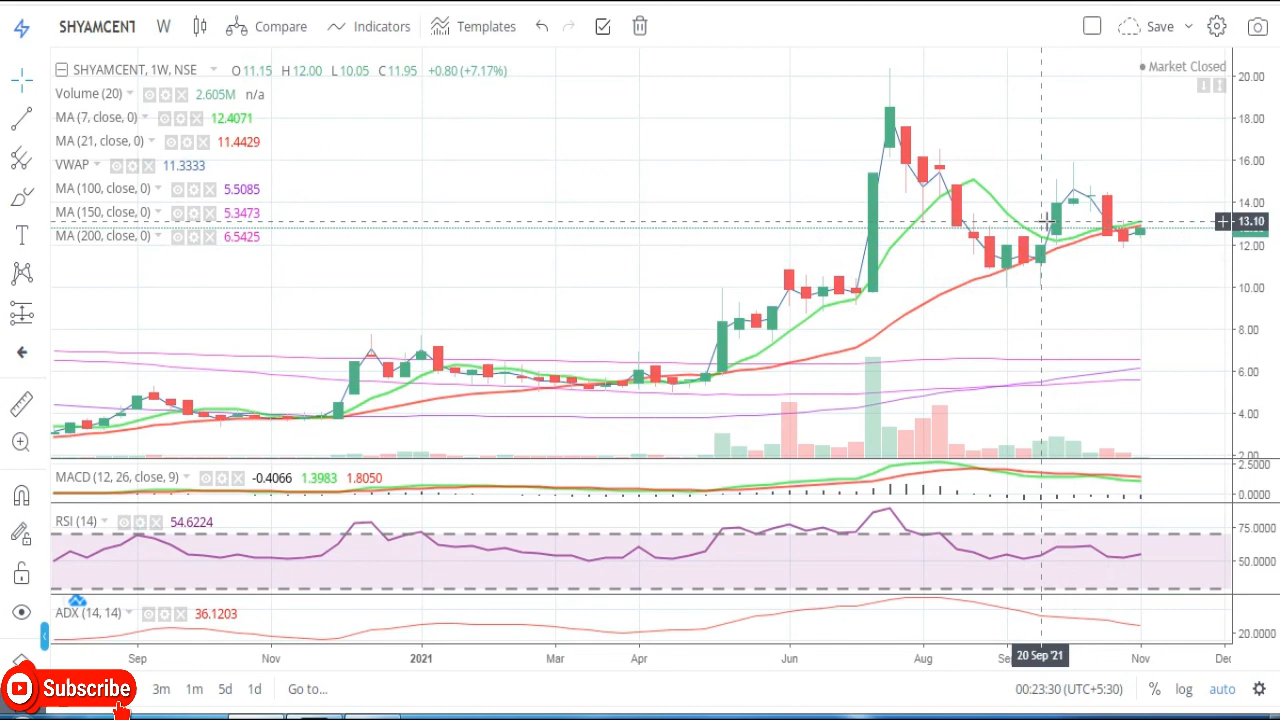 SHYAMCENT W Compare Indicators Templates Save
SHYAMCENT, 1W, NSE O 11.15 H 12.00 L 10.05 C 11.95 +0.80 (+7.17%)
Market Closed
Volume (20) 2.605M n/a
MA (7, close, 0) 12.4071
MA (21, close, 0) 11.4429
VWAP 11.3333
MA (100, close, 0) 5.5085
MA (150, close, 0) 5.3473
MA (200, close, 0) 6.5425
20.00
18.00
16.00
14.00
13.10
12.00
10.00
8.00
6.00
4.00
2.00
MACD (12, 26, close, 9) -0.4066 1.3983 1.8050
2.5000
0.0000
RSI (14) 54.6224
75.0000
50.0000
ADX (14, 14) 36.1203
20.0000
Sep Nov 2021 Mar Apr Jun Aug Se 20 Sep '21 Nov Dec
Subscribe 3m 1m 5d 1d Go to... 00:23:30 (UTC+5:30) % log auto